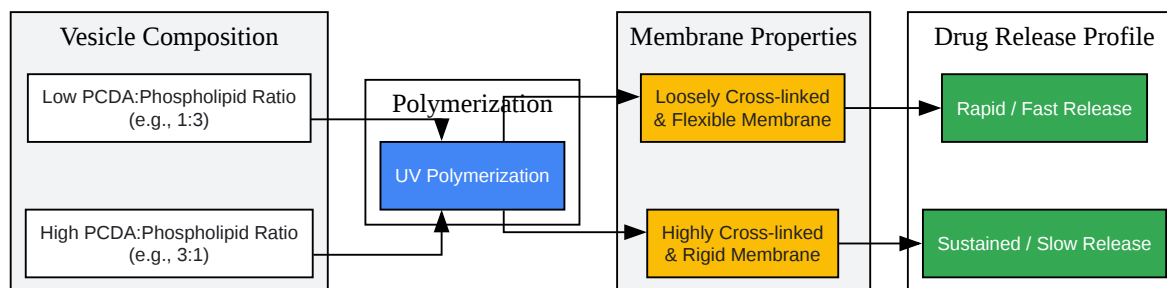 Vesicle Composition
Low PCDA:Phospholipid Ratio
(e.g., 1:3)
High PCDA:Phospholipid Ratio
(e.g., 3:1)
Polymerization
UV Polymerization
Membrane Properties
Loosely Cross-linked
& Flexible Membrane
Highly Cross-linked
& Rigid Membrane
Drug Release Profile
Rapid / Fast Release
Sustained / Slow Release